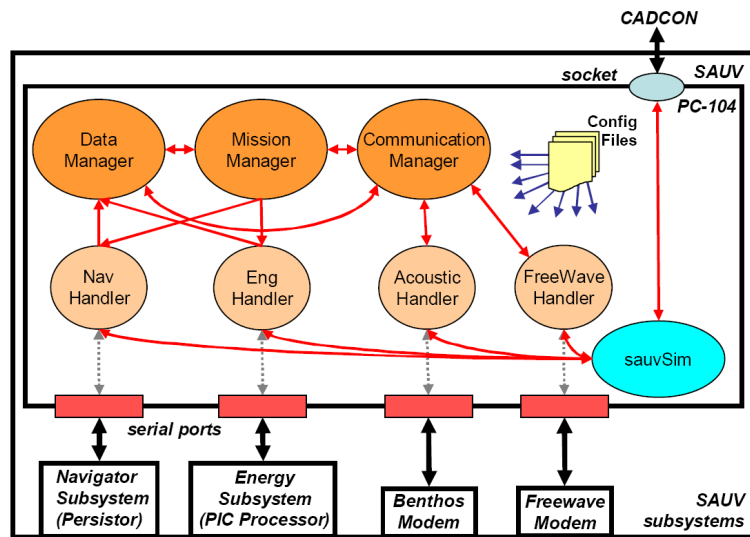 CADCON
SAUV
socket
PC-104
Data
Manager
Mission
Manager
Communication
Manager
Config
Files
Nav
Handler
Eng
Handler
Acoustic
Handler
FreeWave
Handler
sauvSim
serial ports
Navigator
Subsystem
(Persistor)
Energy
Subsystem
(PIC Processor)
Benthos
Modem
Freewave
Modem
SAUV
subsystems